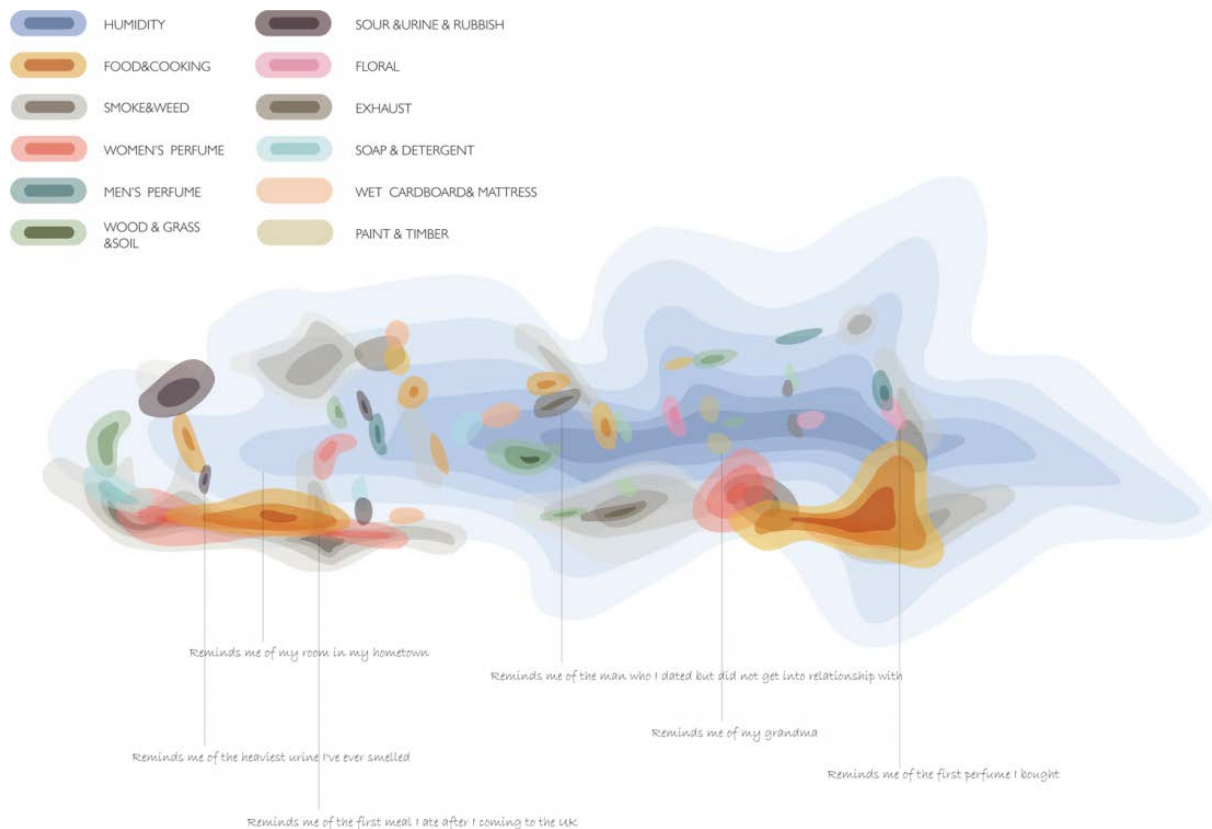 HUMIDITY
FOOD&COOKING
SMOKE&WEED
WOMEN'S PERFUME
MEN'S PERFUME
WOOD & GRASS
&SOIL
SOUR &URINE & RUBBISH
FLORAL
EXHAUST
SOAP & DETERGENT
WET CARDBOARD& MATTRESS
PAINT & TIMBER
Reminds me of my room in my hometown
Reminds me of the man who I dated but did not get into relationship with
Reminds me of my grandma
Reminds me of the heaviest urine I've ever smelled
Reminds me of the first perfume I bought
Reminds me of the first meal I ate after I coming to the UK